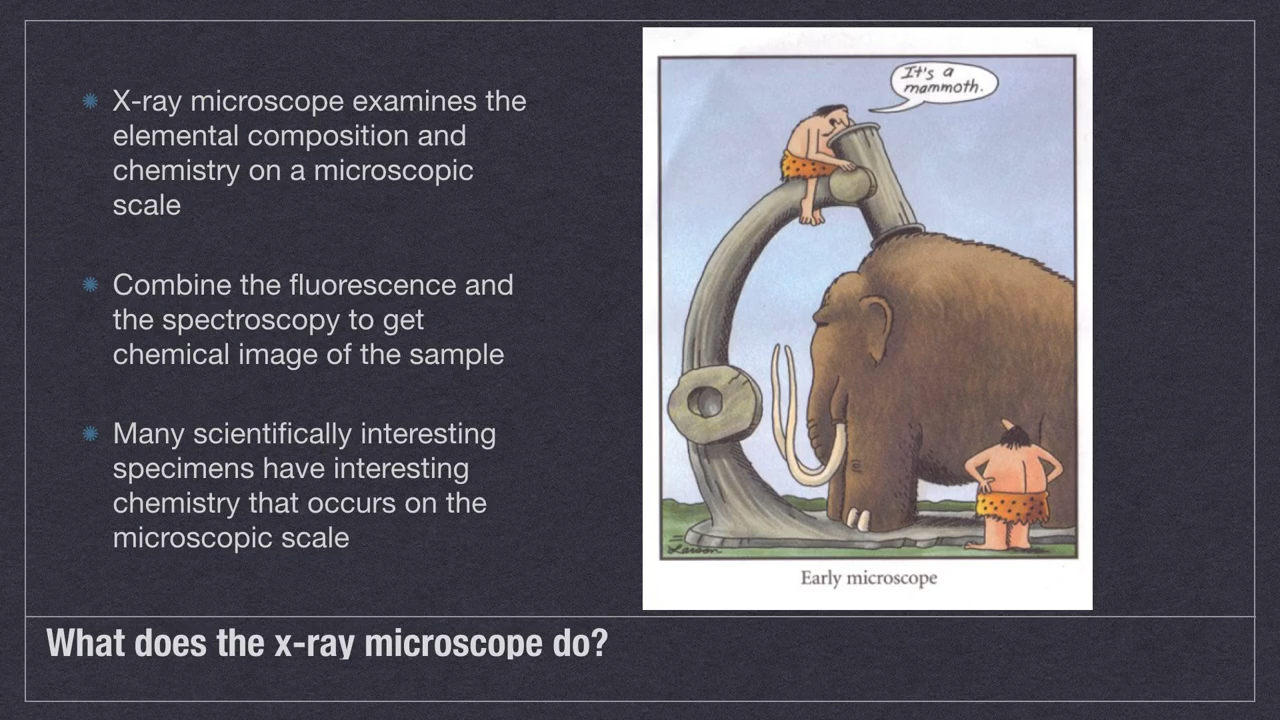 X-ray microscope examines the
elemental composition and
chemistry on a microscopic
scale
Combine the fluorescence and
the spectroscopy to get
chemical image of the sample
Many scientifically interesting
specimens have interesting
chemistry that occurs on the
microscopic scale
It's a
mammoth.
Larson
Early microscope
What does the x-ray microscope do?